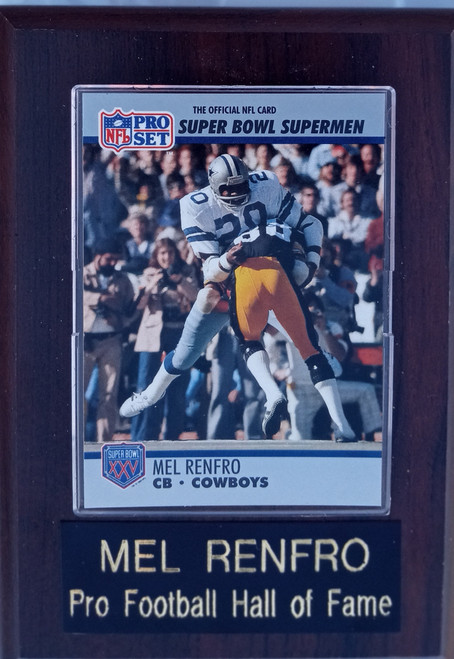 THE OFFICIAL NFL CARD
NFL PRO SET SUPER BOWL SUPERMEN
20
20
SUPER BOWL
XXV
MEL RENFRO
CB • COWBOYS
MEL RENFRO
Pro Football Hall of Fame